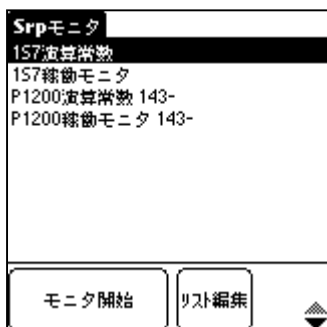 Srpモニタ
1S7演算常数
1S7稼働モニタ
P1200演算常数 143-
P1200稼働モニタ 143-
モニタ開始
リスト編集